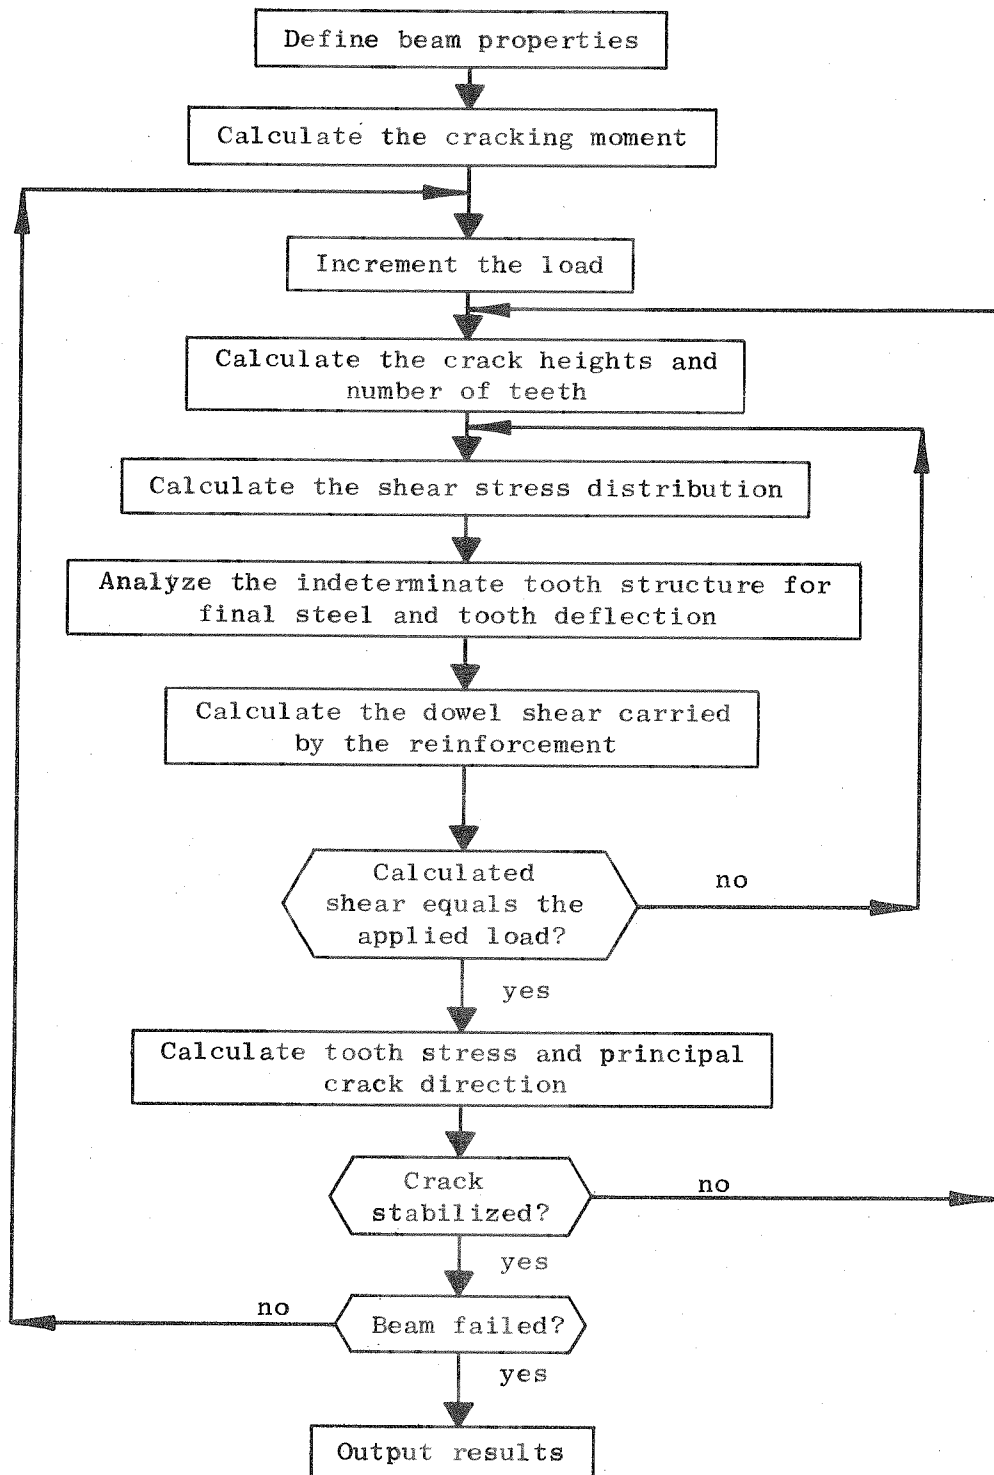 Define beam properties
Calculate the cracking moment
Increment the load
Calculate the crack heights and
number of teeth
Calculate the shear stress distribution
Analyze the indeterminate tooth structure for
final steel and tooth deflection
Calculate the dowel shear carried
by the reinforcement
Calculated
shear equals the
applied load?
no
yes
Calculate tooth stress and principal
crack direction
Crack
stabilized?
no
yes
no
Beam failed?
yes
Output results